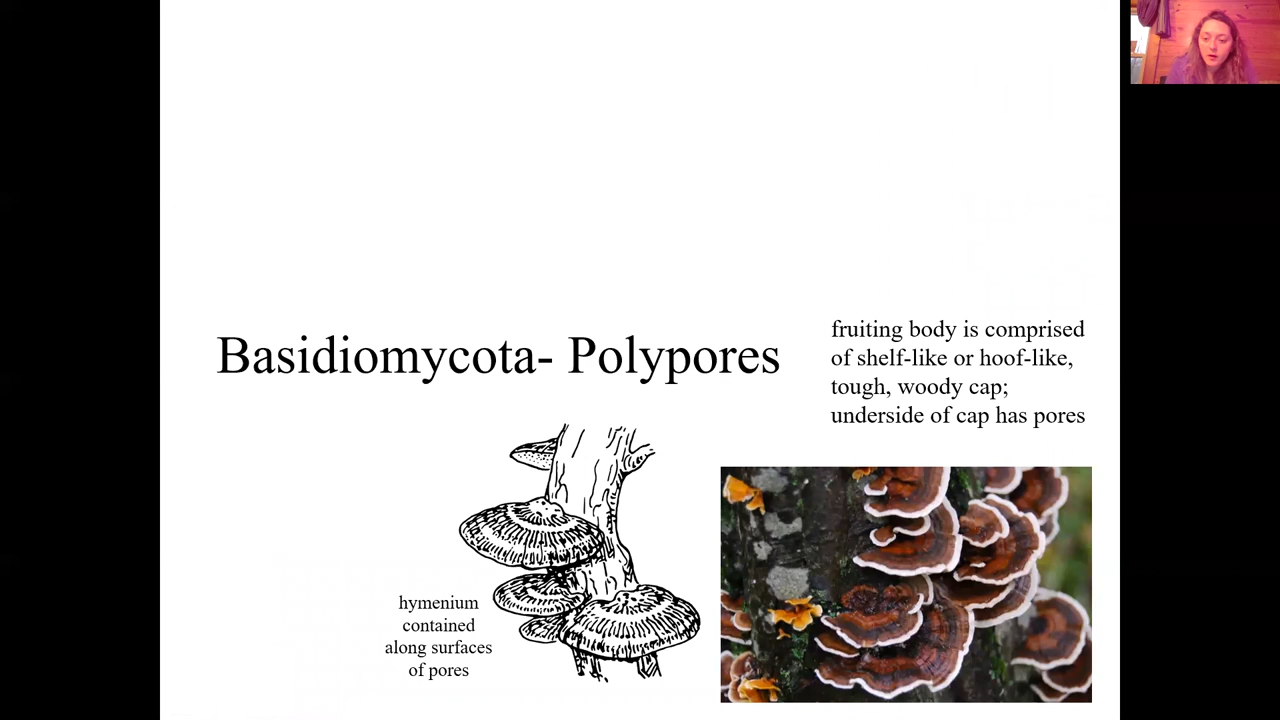 Basidiomycota- Polypores
fruiting body is comprised
of shelf-like or hoof-like,
tough, woody cap;
underside of cap has pores
hymenium
contained
along surfaces
of pores